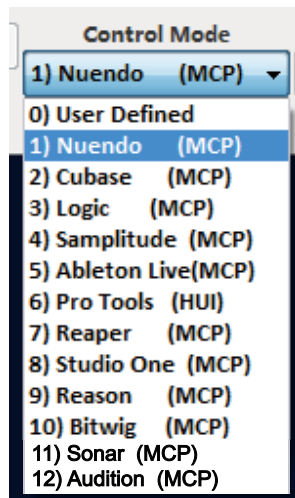 Control Mode
1) Nuendo (MCP)
0) User Defined
1) Nuendo (MCP)
2) Cubase (MCP)
3) Logic (MCP)
4) Samplitude (MCP)
5) Ableton Live(MCP)
6) Pro Tools (HUI)
7) Reaper (MCP)
8) Studio One (MCP)
9) Reason (MCP)
10) Bitwig (MCP)
11) Sonar (MCP)
12) Audition (MCP)